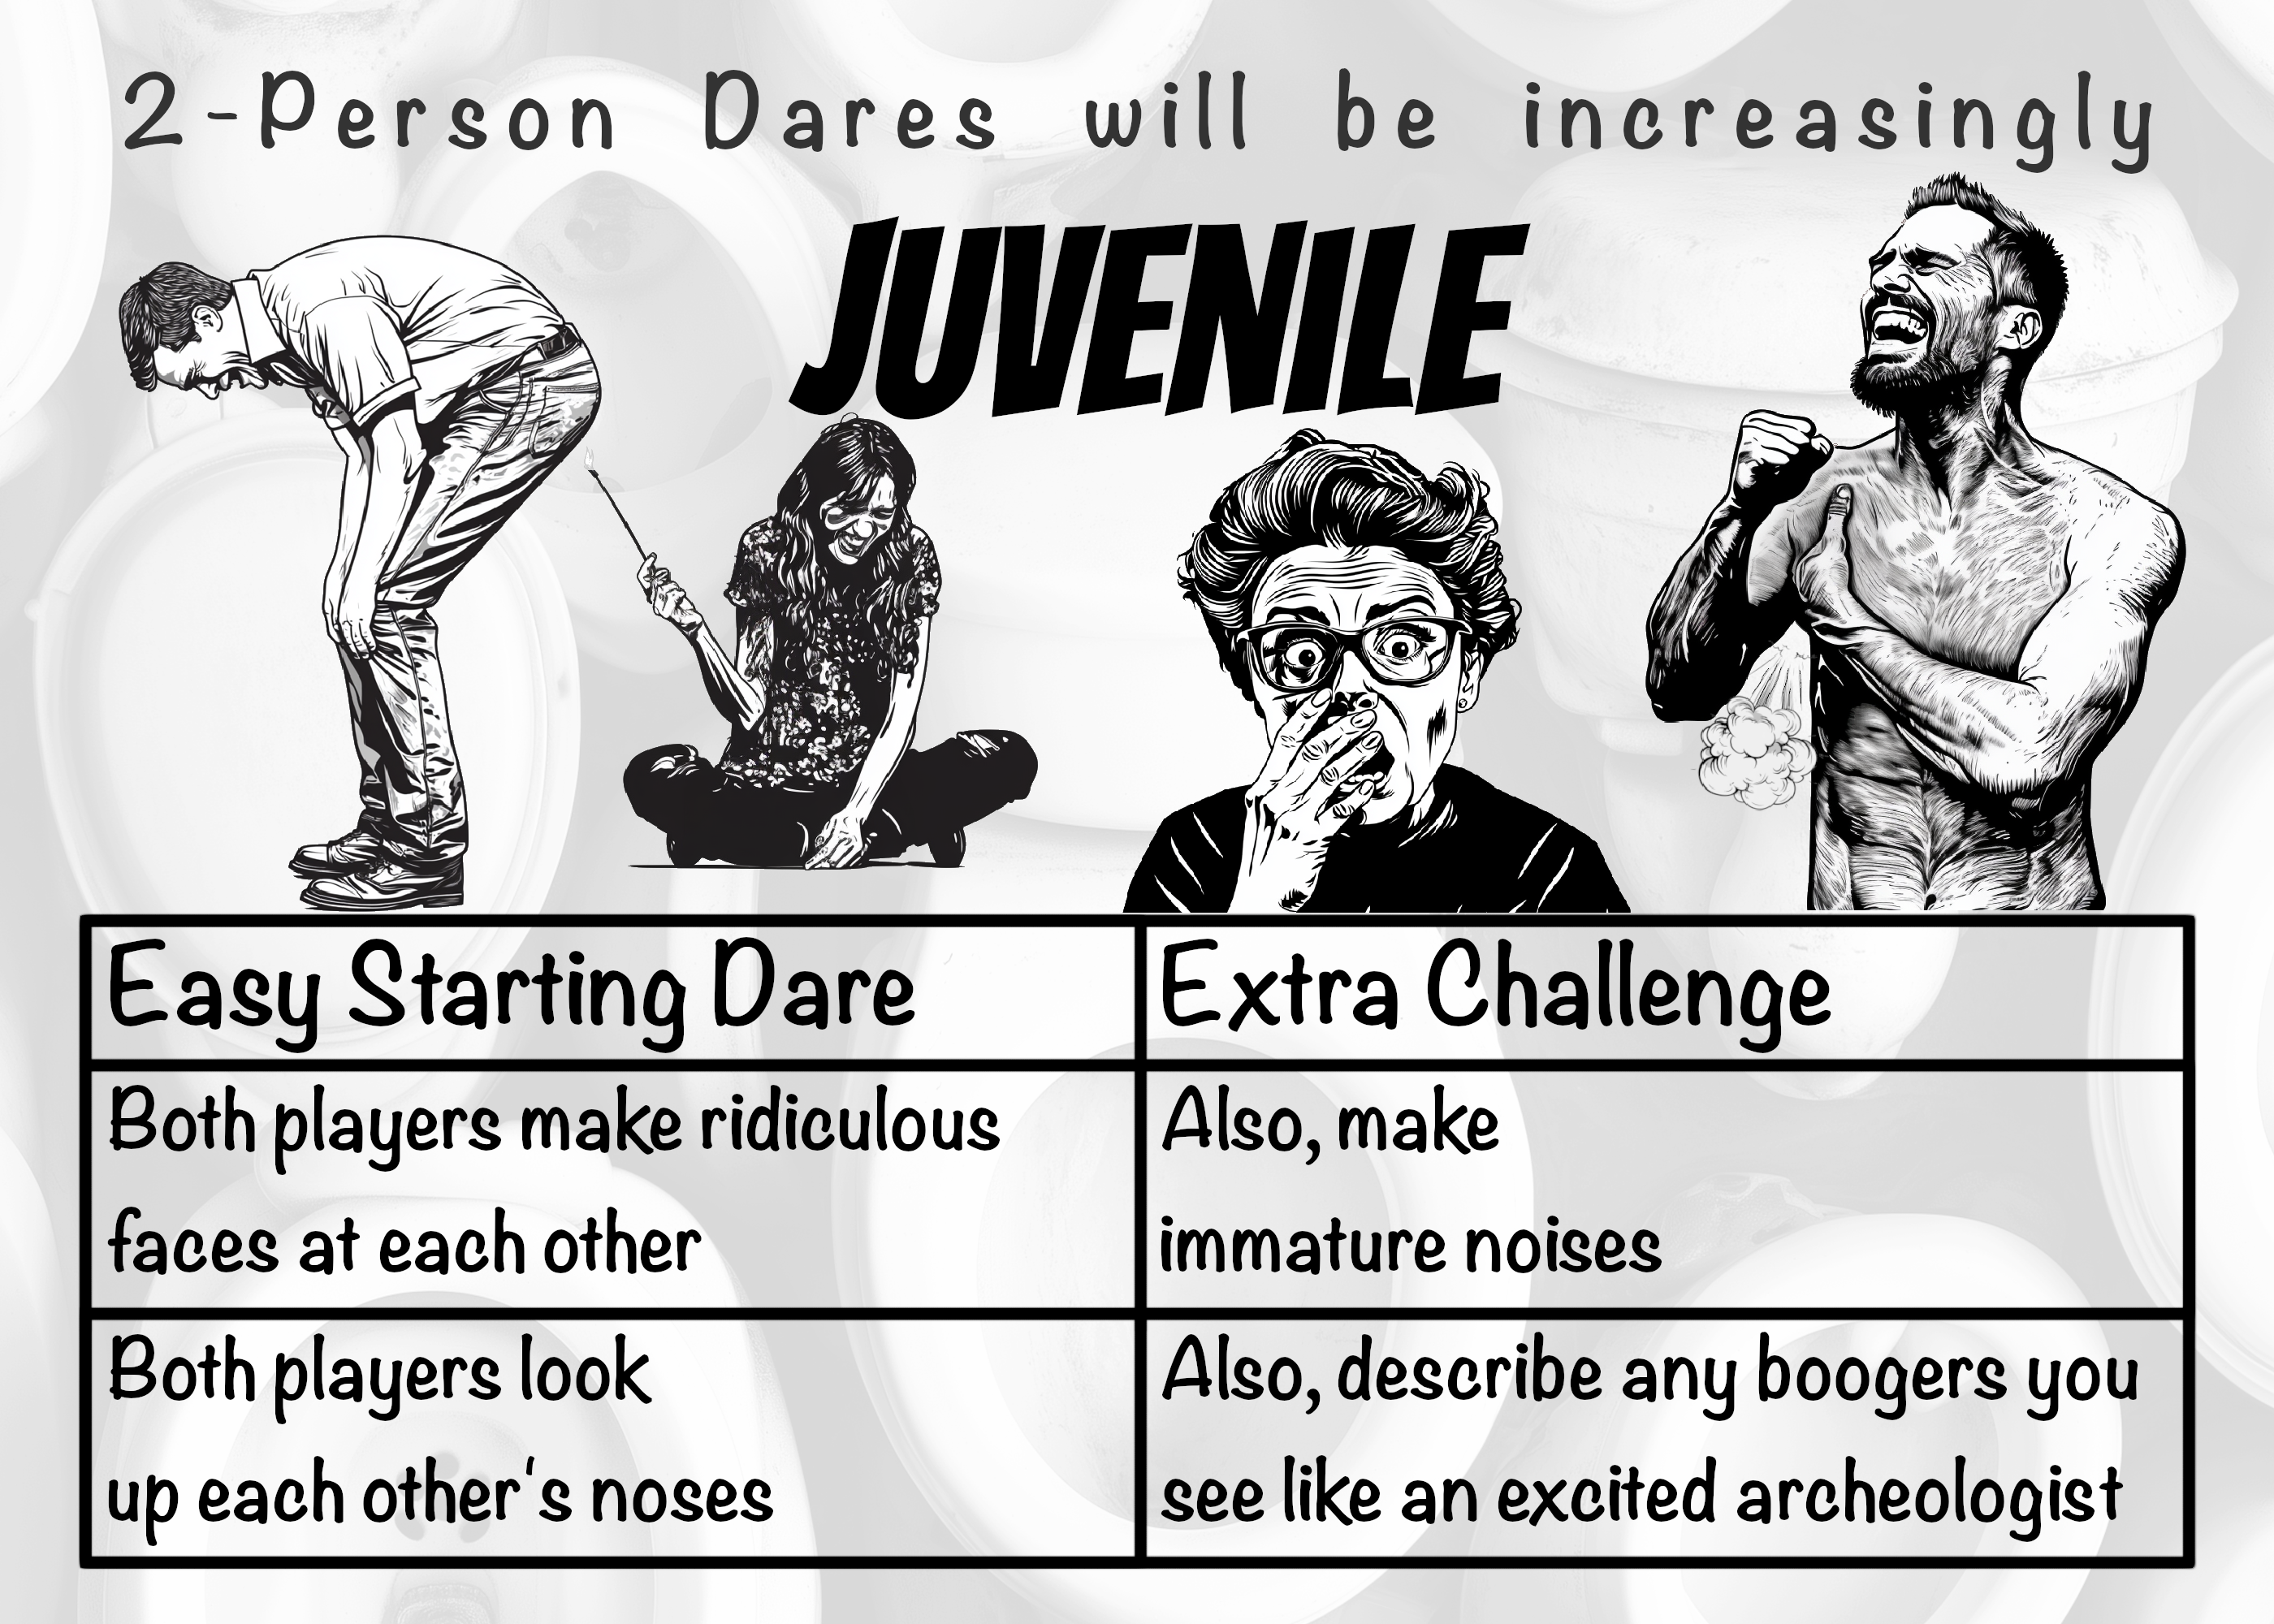 2-Person Dares will be increasingly
JUVENILE
Easy Starting Dare
Extra Challenge
Both players make ridiculous
faces at each other
Also, make
immature noises
Both players look
up each other's noses
Also, describe any boogers you
see like an excited archeologist